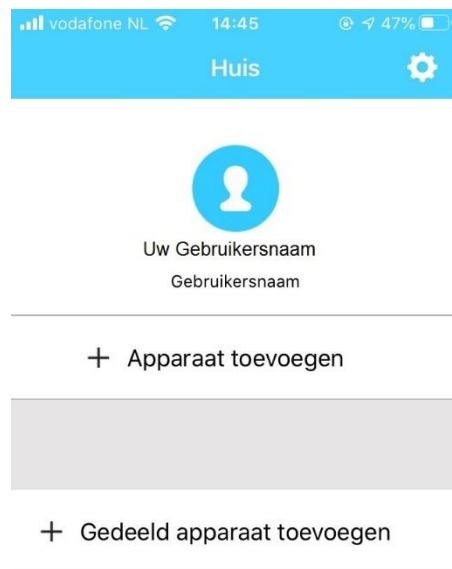 vodafone NL 14:45 47%
Huis
Uw Gebruikersnaam
Gebruikersnaam
+ Apparaat toevoegen
+ Gedeeld apparaat toevoegen